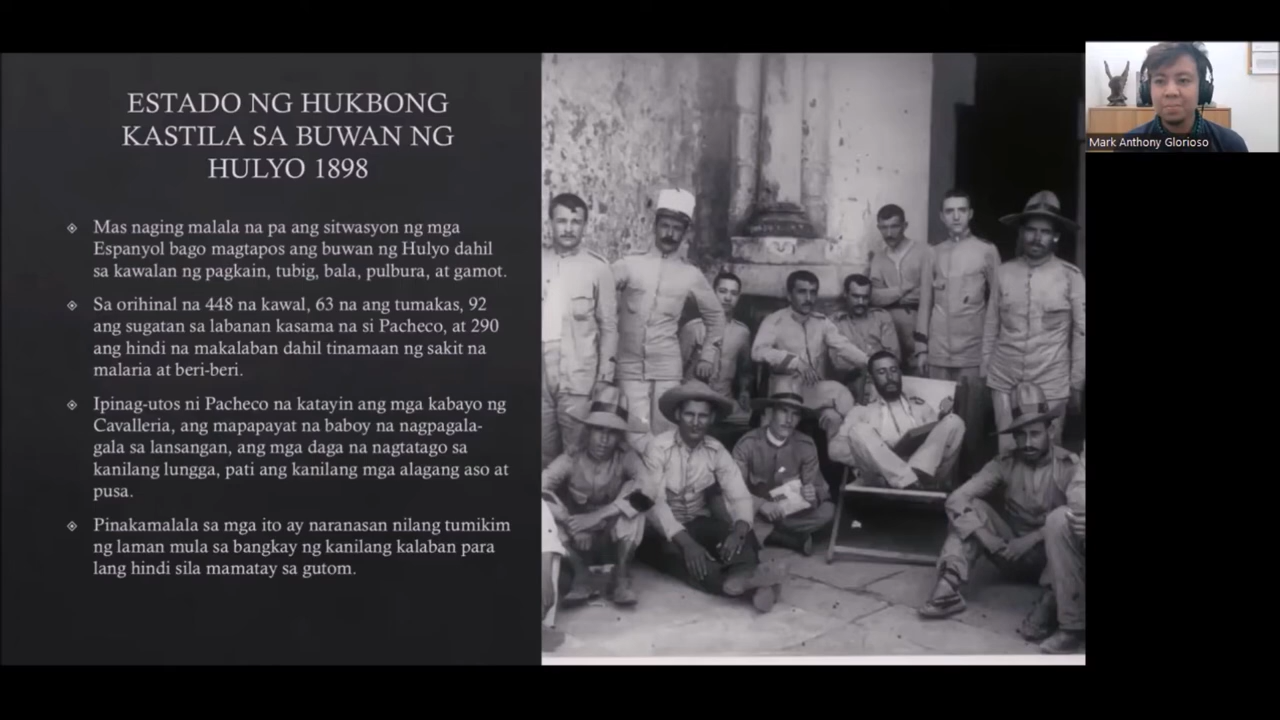 ESTADO NG HUKBONG
KASTILA SA BUWAN NG
HULYO 1898
Mas naging malala na pa ang sitwasyon ng mga
Espanyol bago magtapos ang buwan ng Hulyo dahil
sa kawalan ng pagkain, tubig, bala, pulbura, at gamot.
Sa orihinal na 448 na kawal, 63 na ang tumakas, 92
ang sugatan sa labanan kasama na si Pacheco, at 290
ang hindi na makalaban dahil tinamaan ng sakit na
malaria at beri-beri.
Ipinag-utos ni Pacheco na katayin ang mga kabayo ng
Cavalleria, ang mapapayat na baboy na nagpagala-
gala sa lansangan, ang mga daga na nagtatago sa
kanilang lungga, pati ang kanilang mga alagang aso at
pusa.
Pinakamalala sa mga ito ay naranasan nilang tumikim
ng laman mula sa bangkay ng kanilang kalaban para
lang hindi sila mamatay sa gutom.
Mark Anthony Glorioso